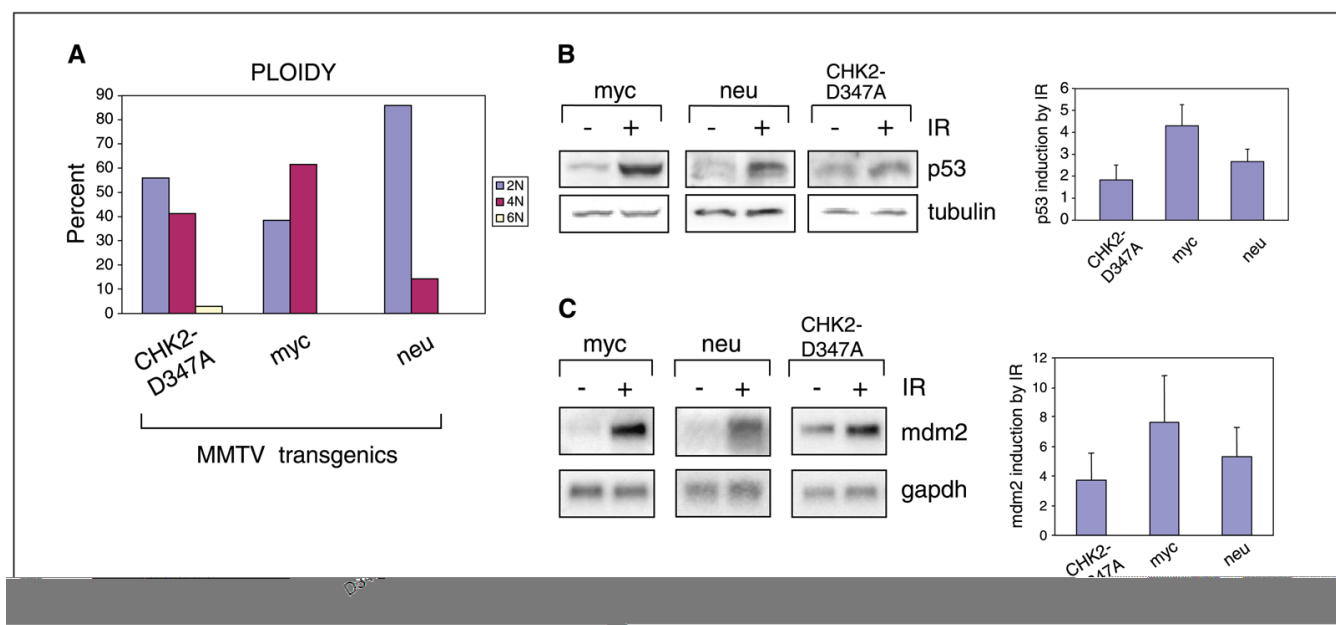 A
PLOIDY
90
80
70
60
50
40
30
20
10
0
Percent
2N
4N
6N
CHK2-
D347A
myc
neu
MMTV transgenics
B
myc
neu
CHK2-
D347A
- + - + - + IR
p53
tubulin
p53 induction by IR
6
5
4
3
2
1
0
CHK2-
D347A
myc
neu
C
myc
neu
CHK2-
D347A
- + - + - + IR
mdm2
gapdh
mdm2 induction by IR
12
10
8
6
4
2
0
CHK2-
myc
neu